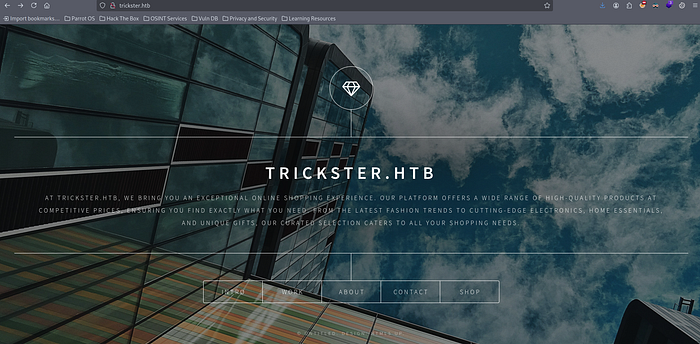 trickster.htb
Import bookmarks... Parrot OS Hack The Box OSINT Services Vuln DB Privacy and Security Learning Resources
TRICKSTER.HTB
AT TRICKSTER.HTB, WE BRING YOU AN EXCEPTIONAL ONLINE SHOPPING EXPERIENCE. OUR PLATFORM OFFERS A WIDE RANGE OF HIGH-QUALITY PRODUCTS AT
COMPETITIVE PRICES, ENSURING YOU FIND EXACTLY WHAT YOU NEED. FROM THE LATEST FASHION TRENDS TO CUTTING-EDGE ELECTRONICS, HOME ESSENTIALS,
AND UNIQUE GIFTS, OUR CURATED SELECTION CATERS TO ALL YOUR SHOPPING NEEDS.
INTRO WORK ABOUT CONTACT SHOP
© UNTITLED. DESIGN: HTML5 UP.